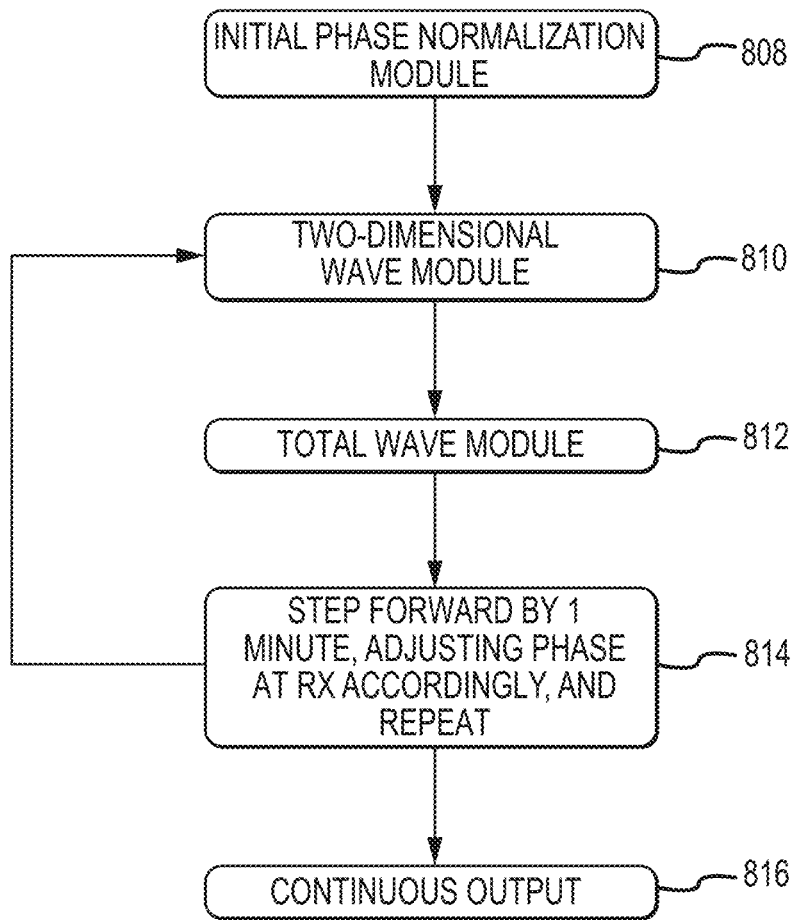 INITIAL PHASE NORMALIZATION
MODULE
808
TWO-DIMENSIONAL
WAVE MODULE
810
TOTAL WAVE MODULE
812
STEP FORWARD BY 1
MINUTE, ADJUSTING PHASE
AT RX ACCORDINGLY, AND
REPEAT
814
CONTINUOUS OUTPUT
816